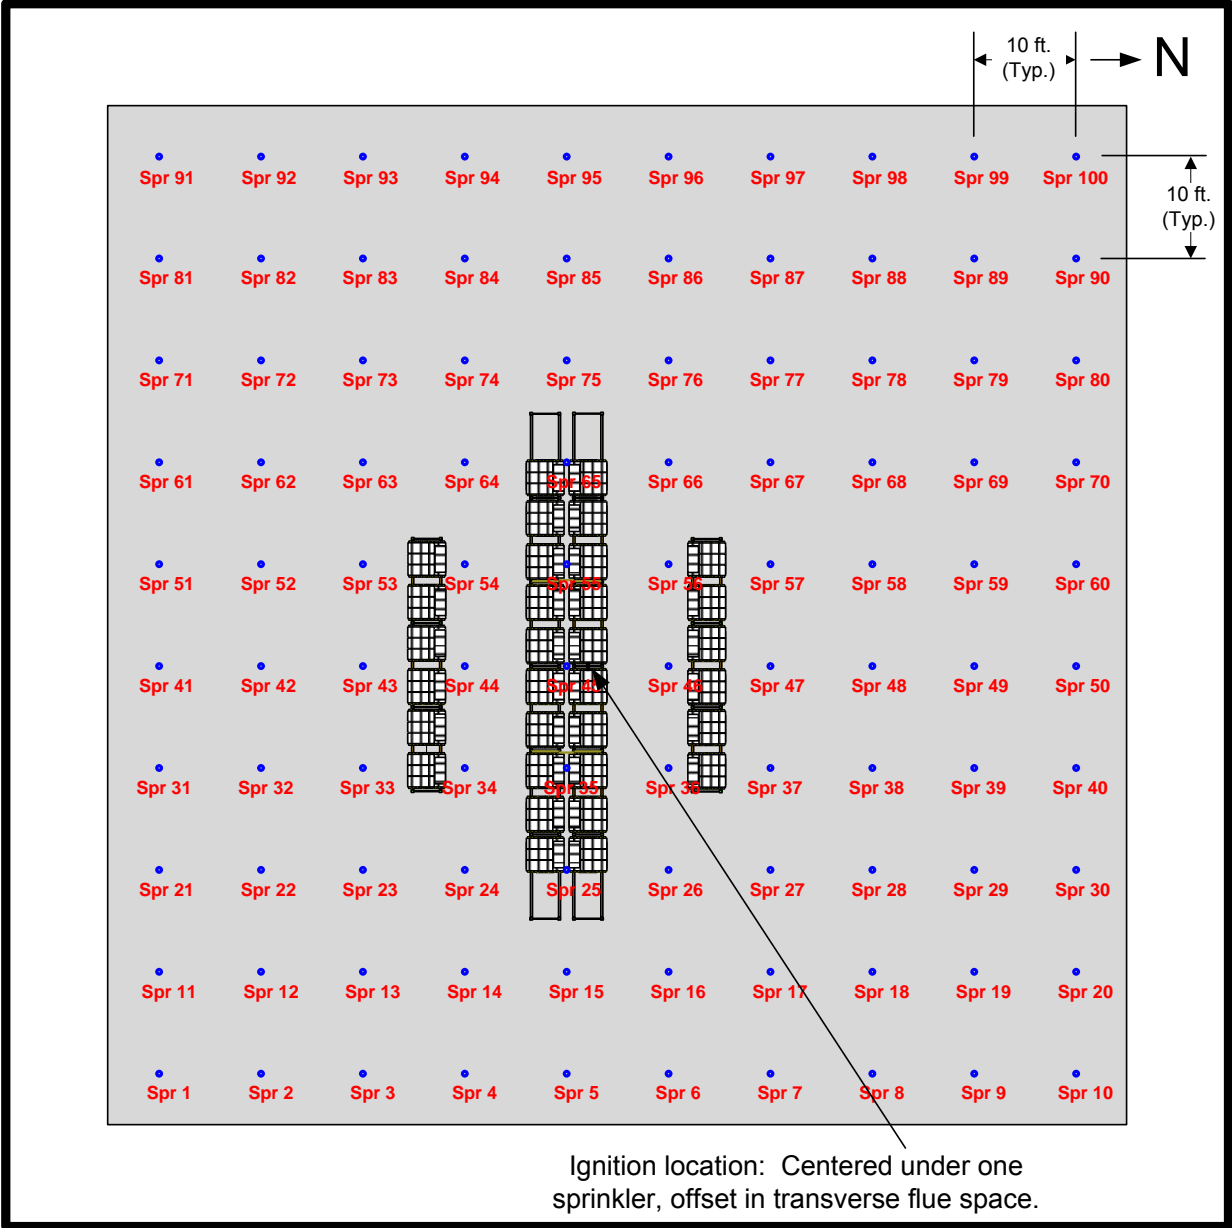 10 ft.
(Typ.)
N
Spr 91 Spr 92 Spr 93 Spr 94 Spr 95 Spr 96 Spr 97 Spr 98 Spr 99 Spr 100
10 ft.
(Typ.)
Spr 81 Spr 82 Spr 83 Spr 84 Spr 85 Spr 86 Spr 87 Spr 88 Spr 89 Spr 90
Spr 71 Spr 72 Spr 73 Spr 74 Spr 75 Spr 76 Spr 77 Spr 78 Spr 79 Spr 80
Spr 61 Spr 62 Spr 63 Spr 64 Spr 65 Spr 66 Spr 67 Spr 68 Spr 69 Spr 70
Spr 51 Spr 52 Spr 53 Spr 54 Spr 55 Spr 56 Spr 57 Spr 58 Spr 59 Spr 60
Spr 41 Spr 42 Spr 43 Spr 44 Spr 45 Spr 46 Spr 47 Spr 48 Spr 49 Spr 50
Spr 31 Spr 32 Spr 33 Spr 34 Spr 35 Spr 36 Spr 37 Spr 38 Spr 39 Spr 40
Spr 21 Spr 22 Spr 23 Spr 24 Spr 25 Spr 26 Spr 27 Spr 28 Spr 29 Spr 30
Spr 11 Spr 12 Spr 13 Spr 14 Spr 15 Spr 16 Spr 17 Spr 18 Spr 19 Spr 20
Spr 1 Spr 2 Spr 3 Spr 4 Spr 5 Spr 6 Spr 7 Spr 8 Spr 9 Spr 10
Ignition location: Centered under one
sprinkler, offset in transverse flue space.